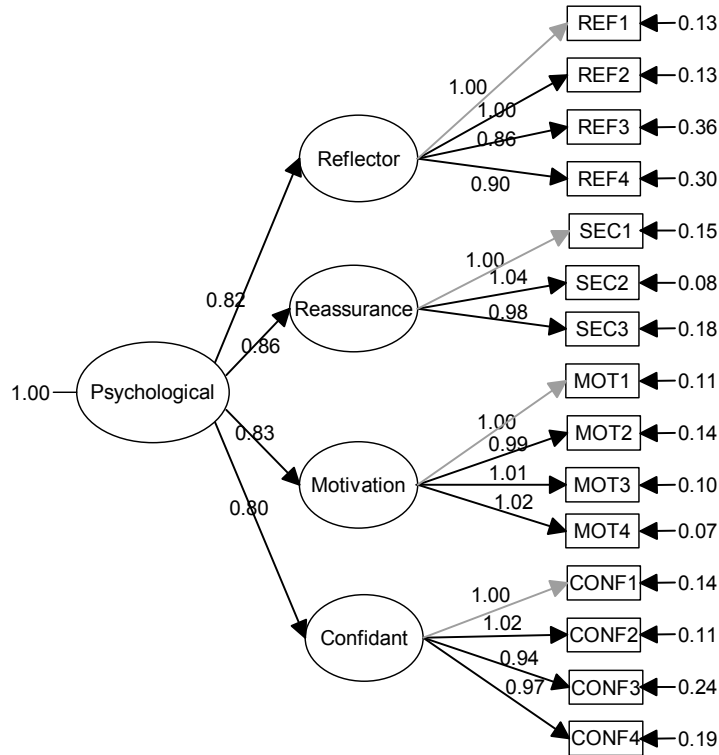 REF1 0.13
1.00
REF2 0.13
1.00
REF3 0.36
0.86
Reflector
REF4 0.30
0.90
SEC1 0.15
1.00
SEC2 0.08
1.04
0.82
Reassurance
SEC3 0.18
0.98
0.86
MOT1 0.11
1.00 Psychological
1.00
MOT2 0.14
0.83
0.99
MOT3 0.10
1.01
Motivation
0.80
1.02
MOT4 0.07
CONF1 0.14
1.00
CONF2 0.11
1.02
Confidant
0.94
CONF3 0.24
0.97
CONF4 0.19